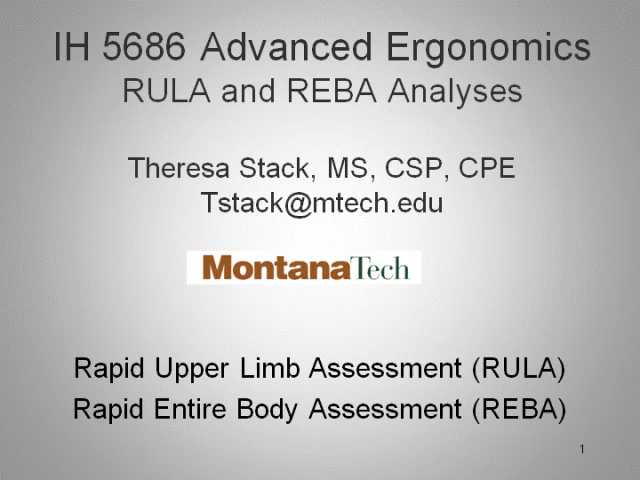 IH 5686 Advanced Ergonomics
RULA and REBA Analyses
Theresa Stack, MS, CSP, CPE
Tstack@mtech.edu
MontanaTech
Rapid Upper Limb Assessment (RULA)
Rapid Entire Body Assessment (REBA)
1